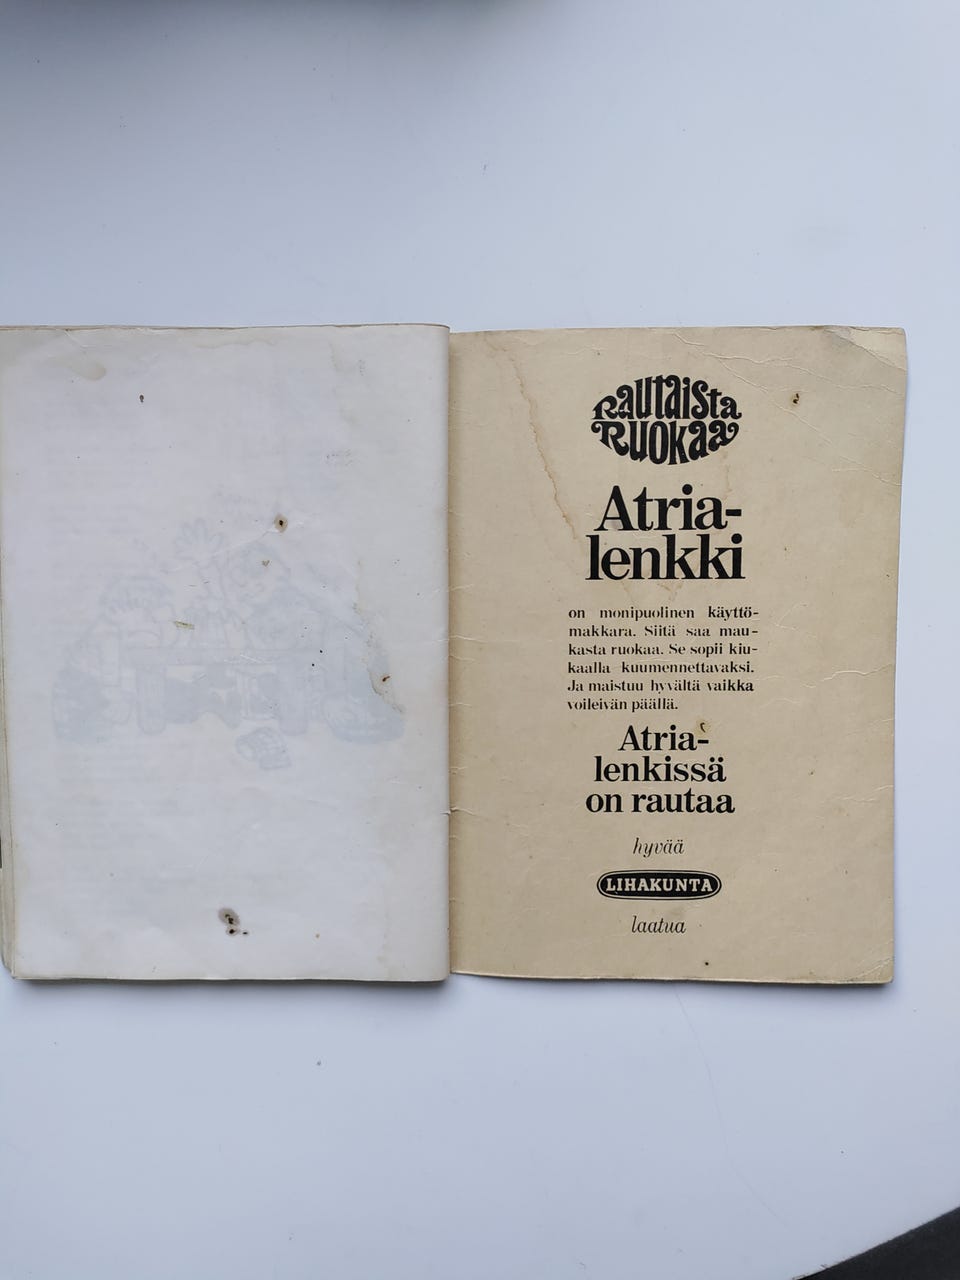 Rautaista
Ruokaa
Atria-
lenkki
on monipuolinen käyttö-
makkara. Siitä saa mau-
kasta ruokaa. Se sopii kiu-
kaalla kuumennettavaksi.
Ja maistuu hyvältä vaikka
voileivän päällä.
Atria-
lenkissä
on rautaa
hyvää
LIHAKUNTA
laatua